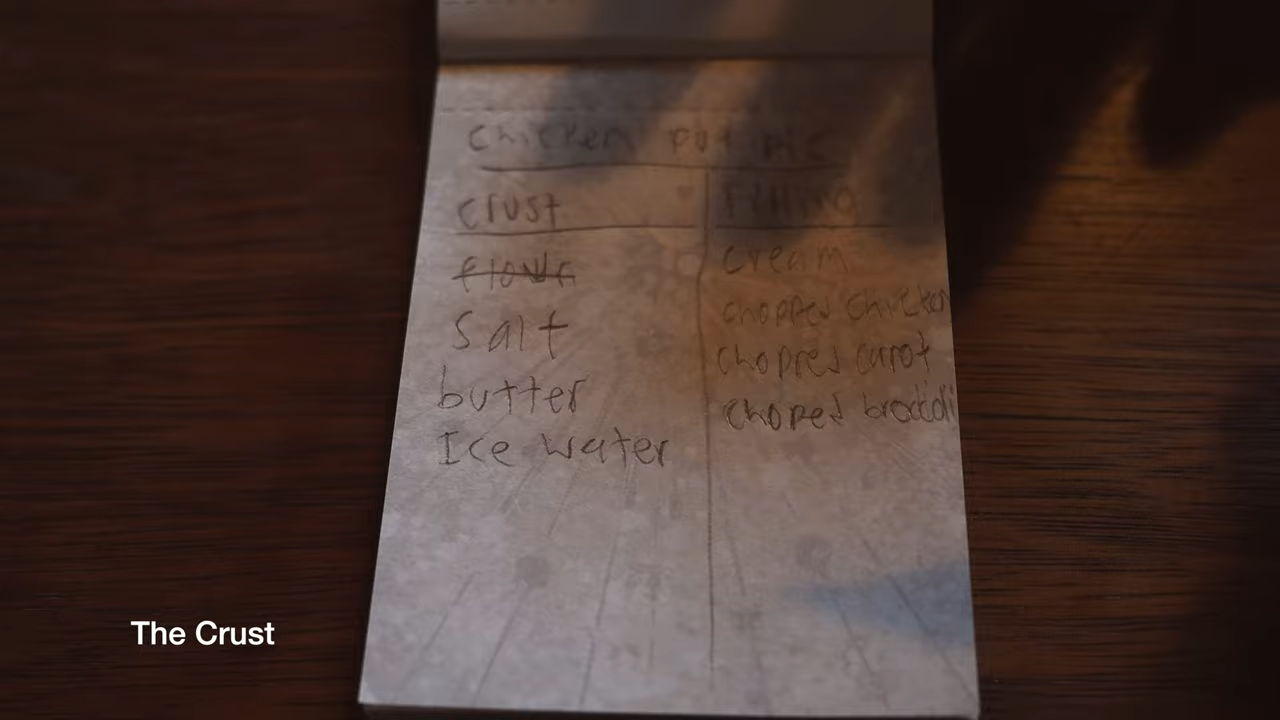 Chicken pot pie
Crust
flour
Salt
butter
Ice water
Filling
cream
chopped chicken
chopped carrot
choped broccoli
The Crust